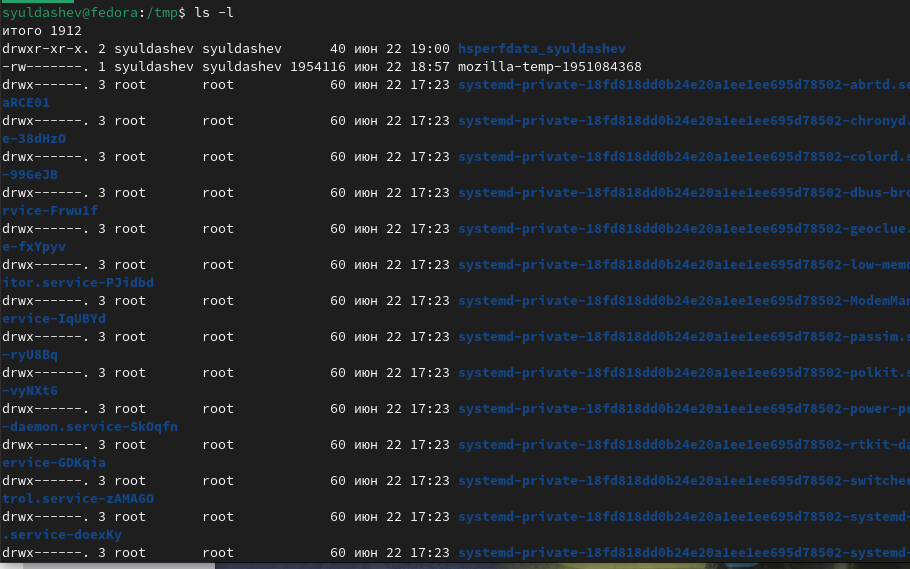 syuldashev@fedora:/tmp$ ls -l
итого 1912
drwxr-xr-x. 2 syuldashev syuldashev      40 июн 22 19:00 hsperfdata_syuldashev
-rw-------. 1 syuldashev syuldashev 1954116 июн 22 18:57 mozilla-temp-1951084368
drwx------. 3 root       root            60 июн 22 17:23 systemd-private-18fd818dd0b24e20a1ee1ee695d78502-abrtd.se
aRCE01
drwx------. 3 root       root            60 июн 22 17:23 systemd-private-18fd818dd0b24e20a1ee1ee695d78502-chronyd.
e-38dHzO
drwx------. 3 root       root            60 июн 22 17:23 systemd-private-18fd818dd0b24e20a1ee1ee695d78502-colord.s
-99GeJB
drwx------. 3 root       root            60 июн 22 17:23 systemd-private-18fd818dd0b24e20a1ee1ee695d78502-dbus-bro
rvice-Frwu1f
drwx------. 3 root       root            60 июн 22 17:23 systemd-private-18fd818dd0b24e20a1ee1ee695d78502-geoclue.
e-fxYpyv
drwx------. 3 root       root            60 июн 22 17:23 systemd-private-18fd818dd0b24e20a1ee1ee695d78502-low-memo
itor.service-PJidbd
drwx------. 3 root       root            60 июн 22 17:23 systemd-private-18fd818dd0b24e20a1ee1ee695d78502-ModemMan
ervice-IqUBYd
drwx------. 3 root       root            60 июн 22 17:23 systemd-private-18fd818dd0b24e20a1ee1ee695d78502-passim.s
-ryU8Bq
drwx------. 3 root       root            60 июн 22 17:23 systemd-private-18fd818dd0b24e20a1ee1ee695d78502-polkit.s
-vyNXt6
drwx------. 3 root       root            60 июн 22 17:23 systemd-private-18fd818dd0b24e20a1ee1ee695d78502-power-pr
-daemon.service-SkOqfn
drwx------. 3 root       root            60 июн 22 17:23 systemd-private-18fd818dd0b24e20a1ee1ee695d78502-rtkit-da
ervice-GDKqia
drwx------. 3 root       root            60 июн 22 17:23 systemd-private-18fd818dd0b24e20a1ee1ee695d78502-switcher
trol.service-zAMA6O
drwx------. 3 root       root            60 июн 22 17:23 systemd-private-18fd818dd0b24e20a1ee1ee695d78502-systemd-
.service-doexKy
drwx------. 3 root       root            60 июн 22 17:23 systemd-private-18fd818dd0b24e20a1ee1ee695d78502-systemd-